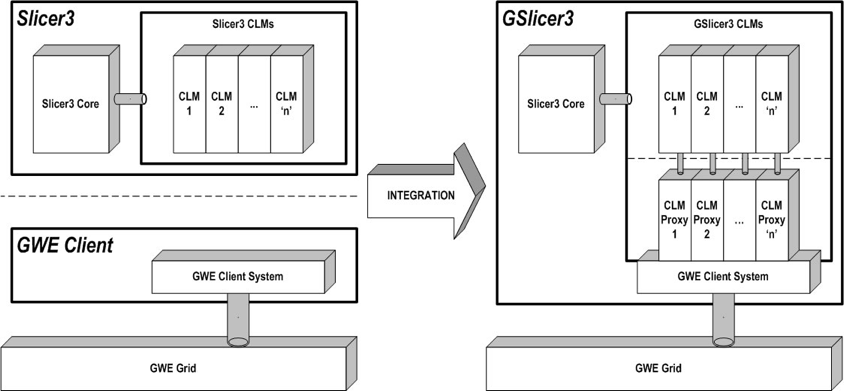 Slicer3
Slicer3 CLMs
Slicer3 Core
CLM
1
CLM
2
...
CLM
'n'
GWE Client
GWE Client System
GWE Grid
INTEGRATION
GSlicer3
GSlicer3 CLMs
Slicer3 Core
CLM
1
CLM
2
...
CLM
'n'
CLM
Proxy
1
CLM
Proxy
2
...
CLM
Proxy
'n'
GWE Client System
GWE Grid